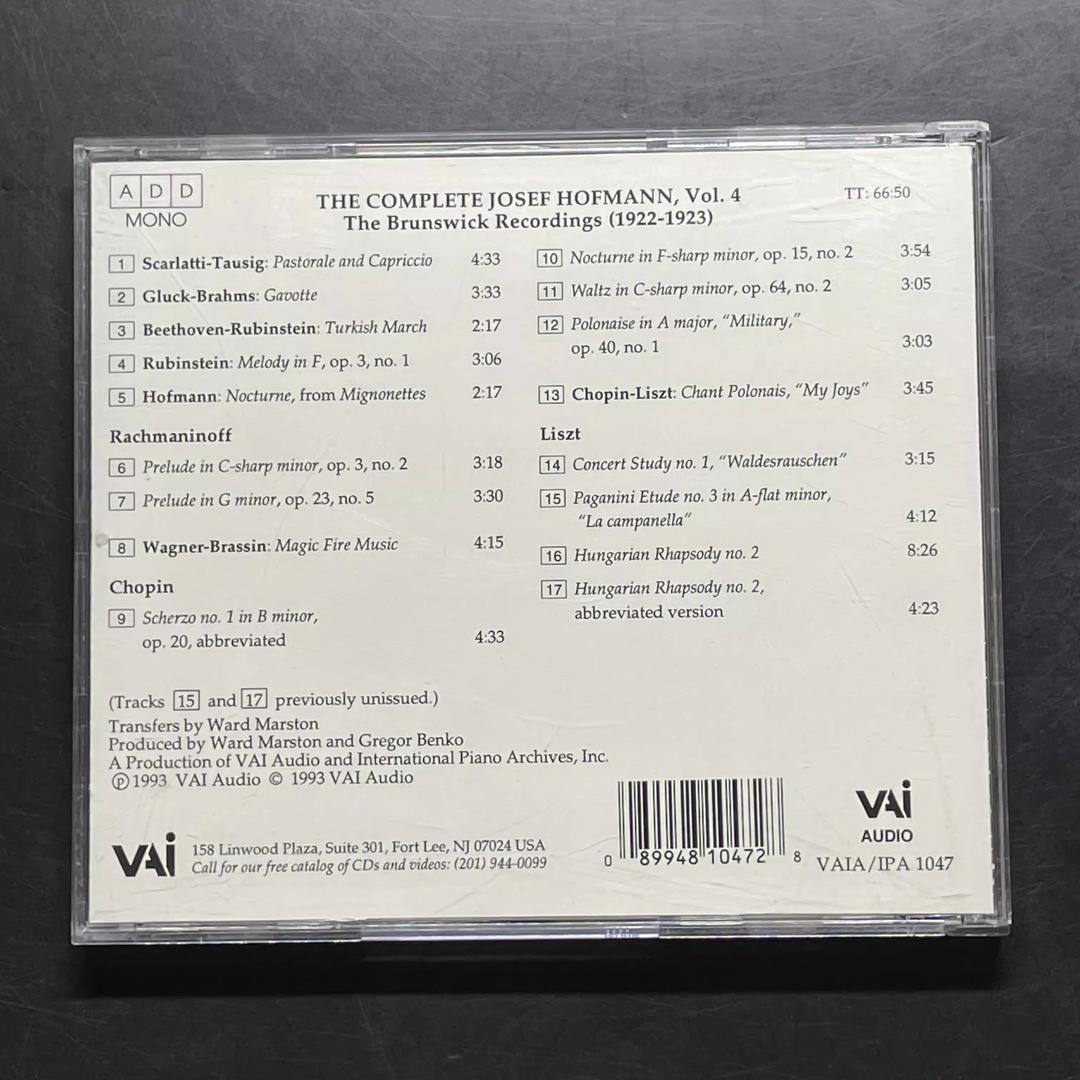 A D D
MONO
THE COMPLETE JOSEF HOFMANN, Vol. 4
The Brunswick Recordings (1922-1923)
TT: 66:50
1 Scarlatti-Tausig: Pastorale and Capriccio 4:33
2 Gluck-Brahms: Gavotte 3:33
3 Beethoven-Rubinstein: Turkish March 2:17
4 Rubinstein: Melody in F, op. 3, no. 1 3:06
5 Hofmann: Nocturne, from Mignonettes 2:17
Rachmaninoff
6 Prelude in C-sharp minor, op. 3, no. 2 3:18
7 Prelude in G minor, op. 23, no. 5 3:30
8 Wagner-Brassin: Magic Fire Music 4:15
Chopin
9 Scherzo no. 1 in B minor,
op. 20, abbreviated 4:33
10 Nocturne in F-sharp minor, op. 15, no. 2 3:54
11 Waltz in C-sharp minor, op. 64, no. 2 3:05
12 Polonaise in A major, "Military,"
op. 40, no. 1 3:03
13 Chopin-Liszt: Chant Polonais, "My Joys" 3:45
Liszt
14 Concert Study no. 1, "Waldesrauschen" 3:15
15 Paganini Etude no. 3 in A-flat minor,
"La campanella" 4:12
16 Hungarian Rhapsody no. 2 8:26
17 Hungarian Rhapsody no. 2,
abbreviated version 4:23
(Tracks 15 and 17 previously unissued.)
Transfers by Ward Marston
Produced by Ward Marston and Gregor Benko
A Production of VAI Audio and International Piano Archives, Inc.
℗ 1993 VAI Audio © 1993 VAI Audio
VAI
158 Linwood Plaza, Suite 301, Fort Lee, NJ 07024 USA
Call for our free catalog of CDs and videos: (201) 944-0099
0 89948 10472 8
VAI
AUDIO
VAIA/IPA 1047